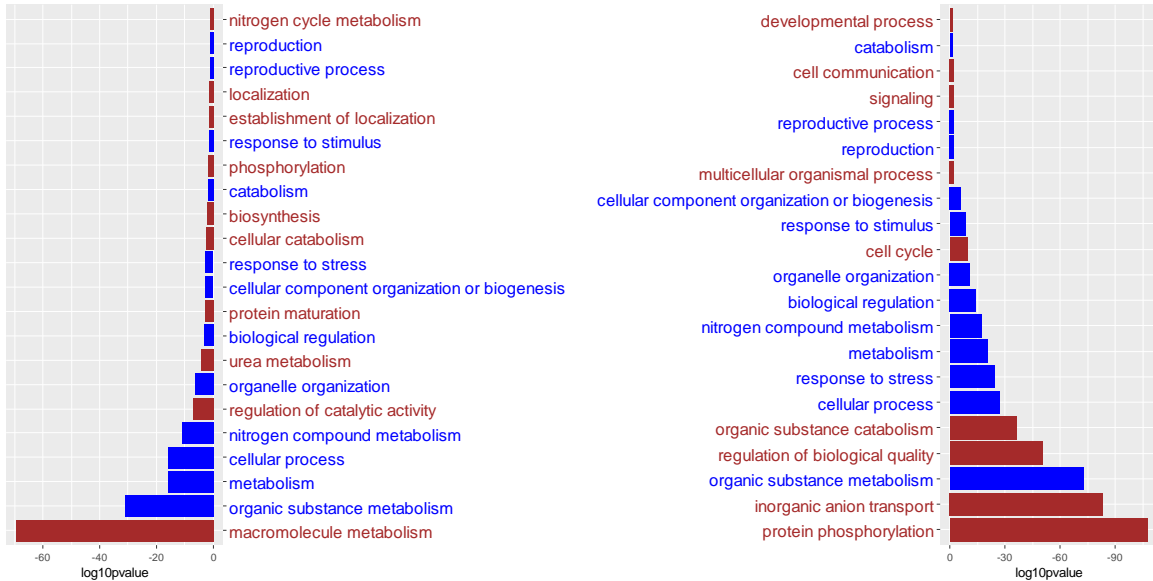 nitrogen cycle metabolism
reproduction
reproductive process
localization
establishment of localization
response to stimulus
phosphorylation
catabolism
biosynthesis
cellular catabolism
response to stress
cellular component organization or biogenesis
protein maturation
biological regulation
urea metabolism
organelle organization
regulation of catalytic activity
nitrogen compound metabolism
cellular process
metabolism
organic substance metabolism
macromolecule metabolism
-60 -40 -20 0
log10pvalue
developmental process
catabolism
cell communication
signaling
reproductive process
reproduction
multicellular organismal process
cellular component organization or biogenesis
response to stimulus
cell cycle
organelle organization
biological regulation
nitrogen compound metabolism
metabolism
response to stress
cellular process
organic substance catabolism
regulation of biological quality
organic substance metabolism
inorganic anion transport
protein phosphorylation
0 -30 -60 -90
log10pvalue